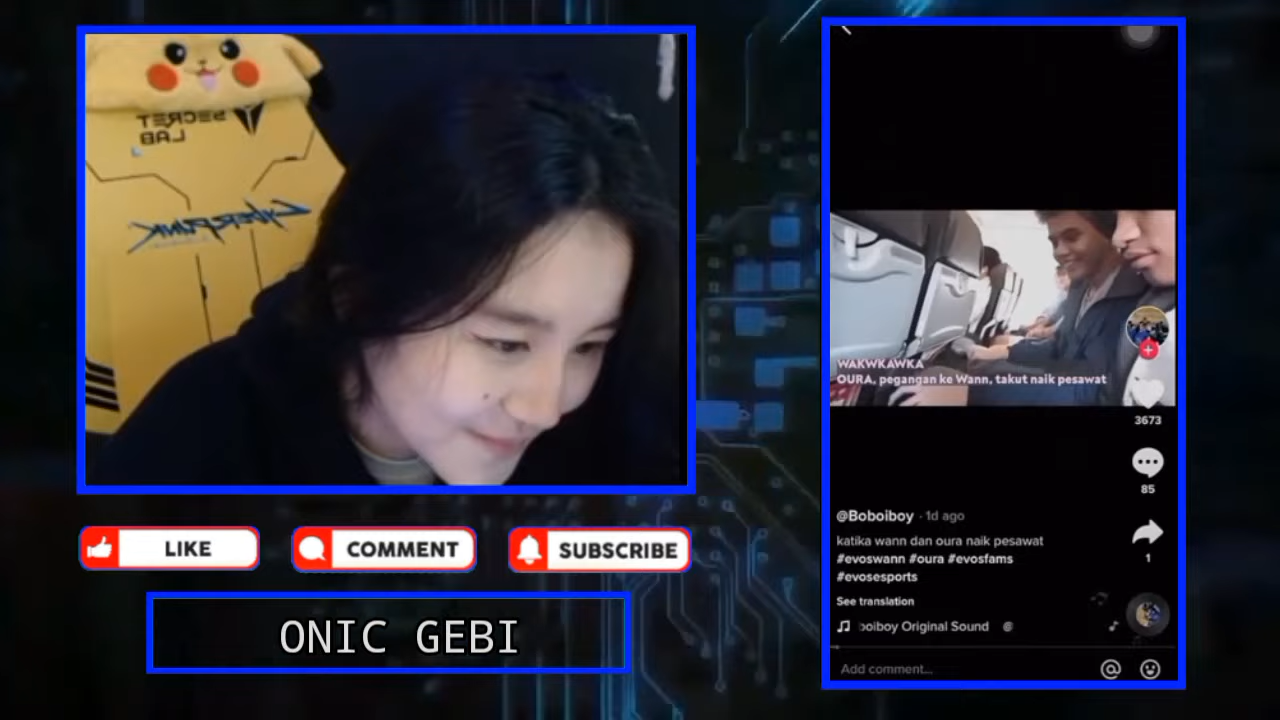 SECRET
LAB
CYBERPUNK
LIKE
COMMENT
SUBSCRIBE
ONIC GEBI
WAKWKAWKA
OURA, pegangan ke Wann, takut naik pesawat
3673
85
1
@Boboiboy · 1d ago
katika wann dan oura naik pesawat
#evoswann #oura #evosfams
#evosesports
See translation
boiboy Original Sound
Add comment...